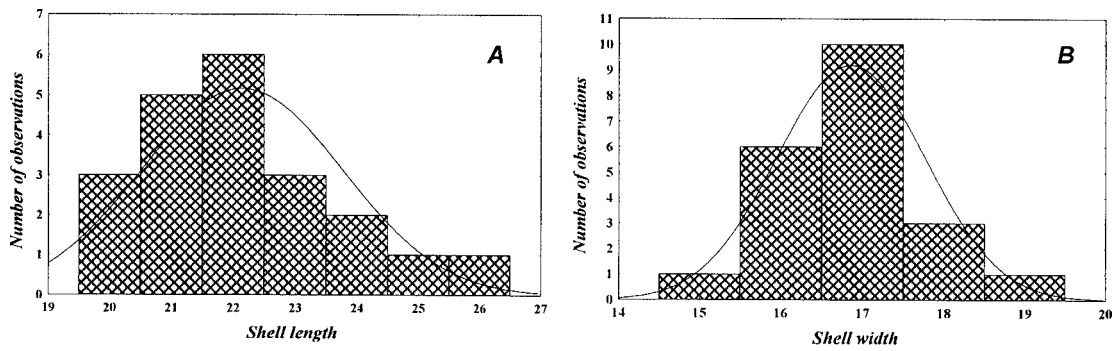 A
Number of observations
7
6
5
4
3
2
1
0
19 20 21 22 23 24 25 26 27
Shell length
B
Number of observations
11
10
9
8
7
6
5
4
3
2
1
0
14 15 16 17 18 19 20
Shell width